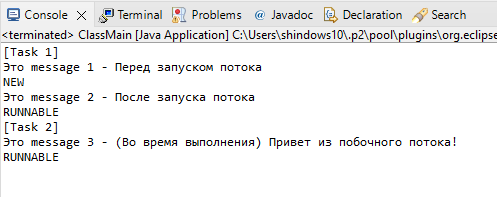 Console Terminal Problems Javadoc Declaration Search
<terminated> ClassMain [Java Application] C:\Users\shindows10\.p2\pool\plugins\org.eclipse
[Task 1]
Это message 1 - Перед запуском потока
NEW
Это message 2 - После запуска потока
RUNNABLE
[Task 2]
Это message 3 - (Во время выполнения) Привет из побочного потока!
RUNNABLE